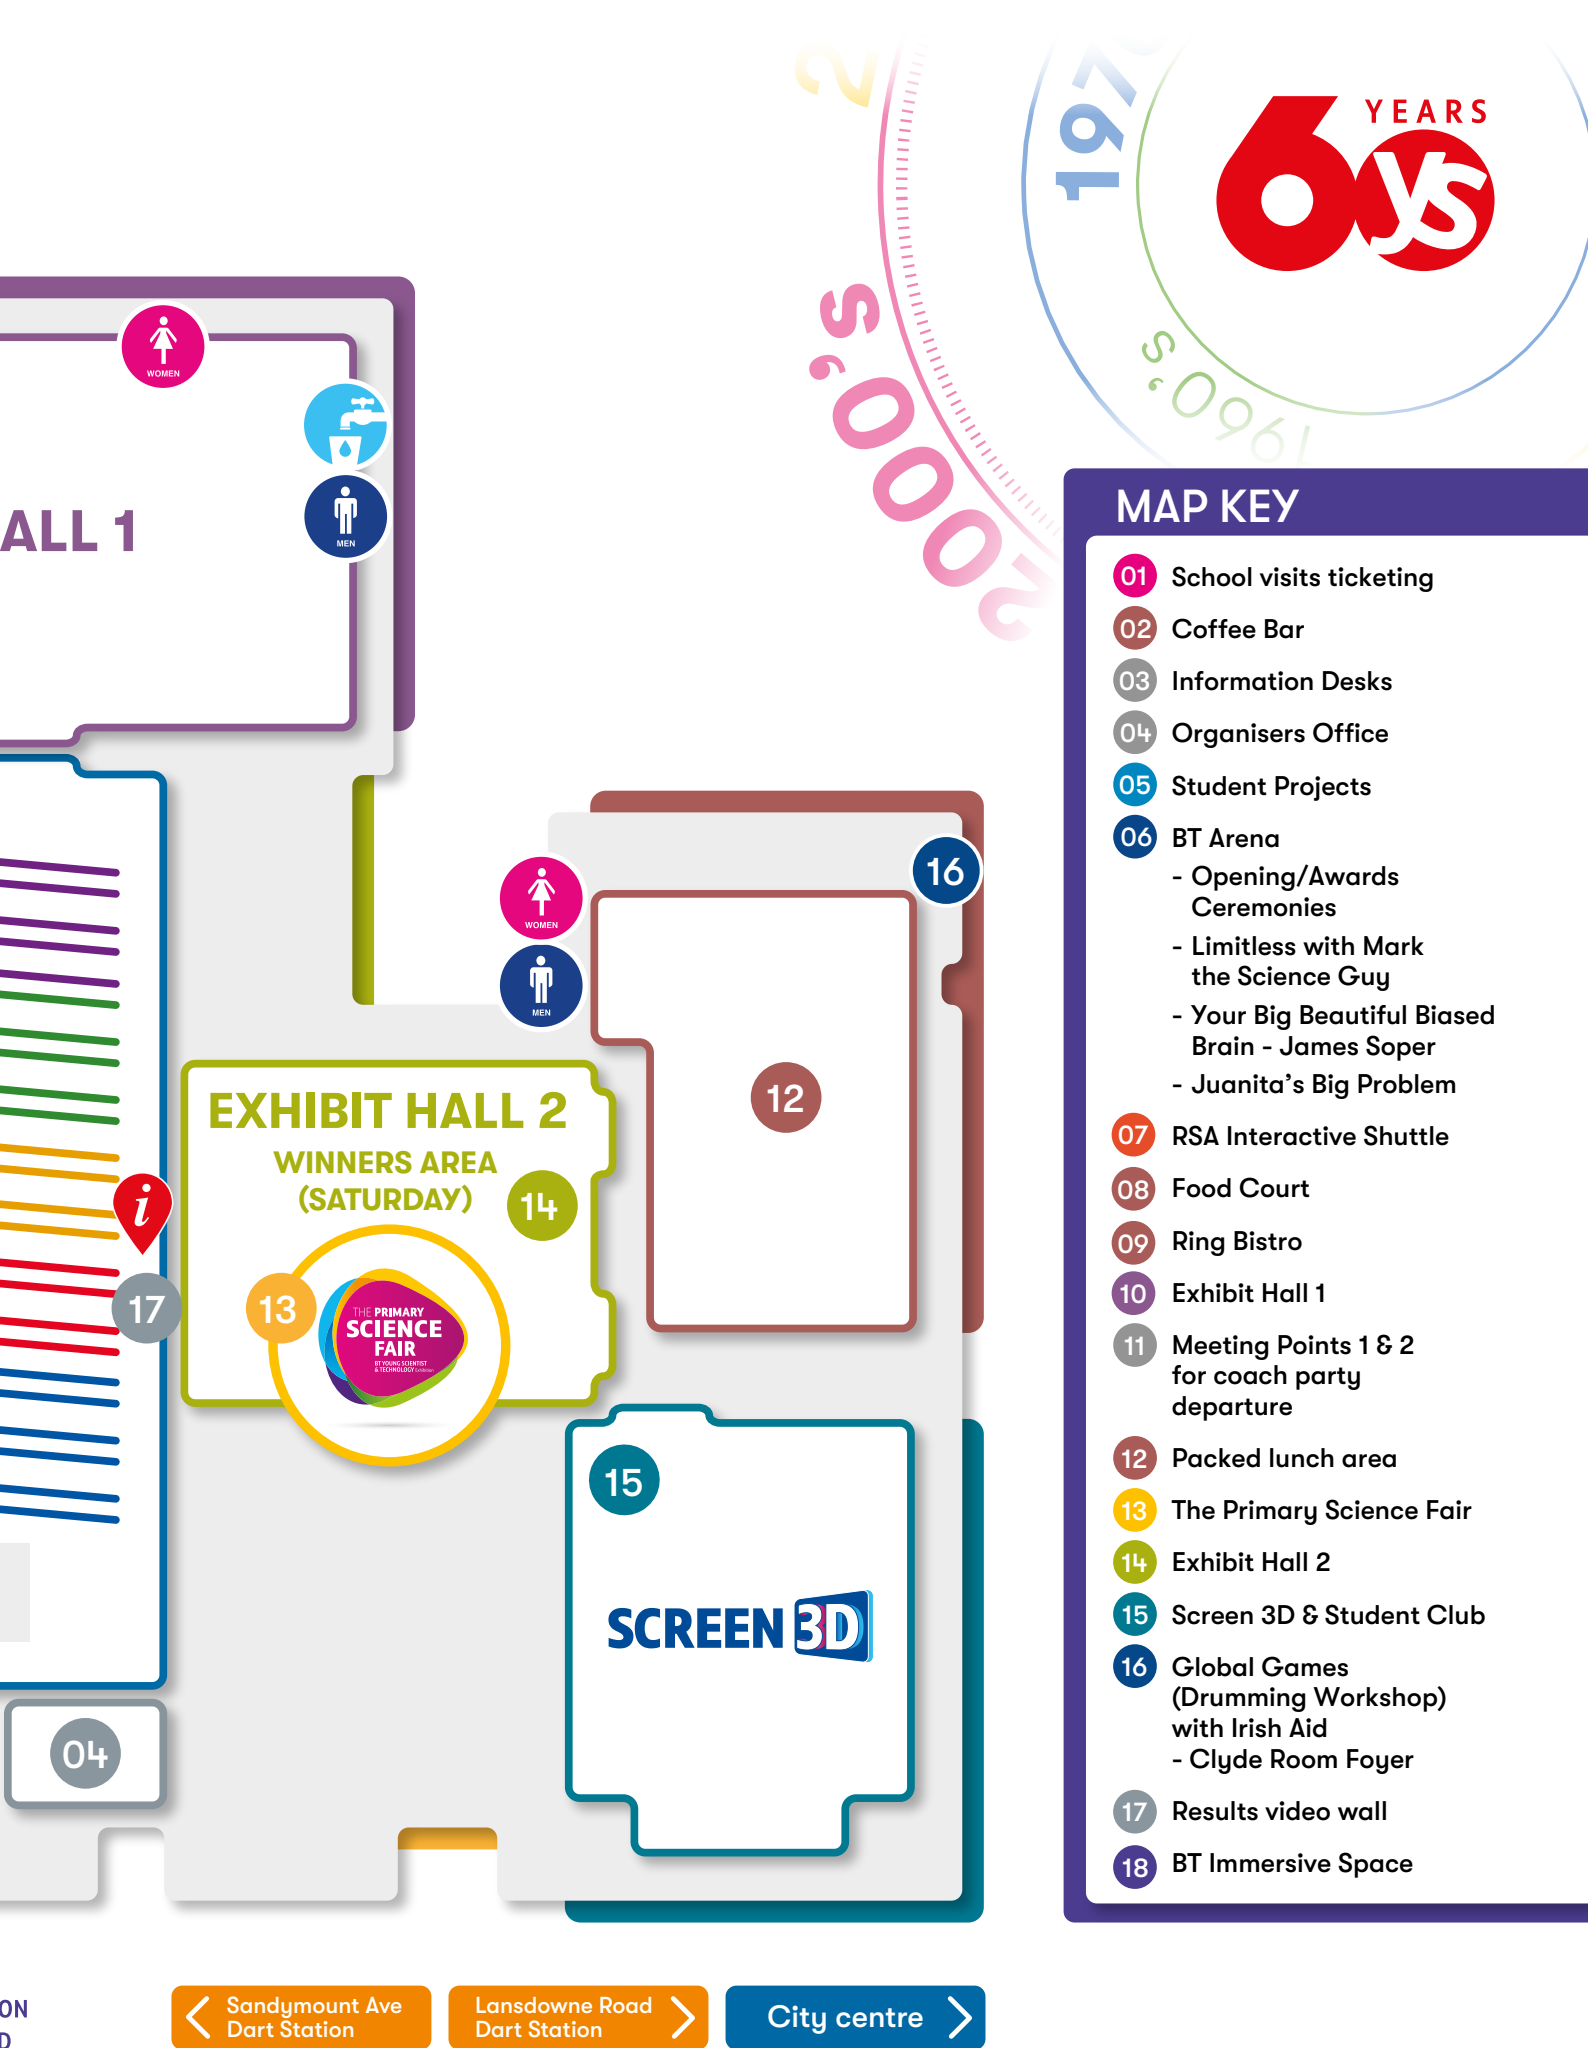 YEARS
6ys
1960's
2000's
WOMEN
MEN
ALL 1
WOMEN
MEN
16
12
EXHIBIT HALL 2
WINNERS AREA
(SATURDAY)
14
i
17
13
THE PRIMARY
SCIENCE
FAIR
BT YOUNG SCIENTIST
& TECHNOLOGY Exhibition
15
SCREEN 3D
04
MAP KEY
01 School visits ticketing
02 Coffee Bar
03 Information Desks
04 Organisers Office
05 Student Projects
06 BT Arena
- Opening/Awards
Ceremonies
- Limitless with Mark
the Science Guy
- Your Big Beautiful Biased
Brain - James Soper
- Juanita's Big Problem
07 RSA Interactive Shuttle
08 Food Court
09 Ring Bistro
10 Exhibit Hall 1
11 Meeting Points 1 & 2
for coach party
departure
12 Packed lunch area
13 The Primary Science Fair
14 Exhibit Hall 2
15 Screen 3D & Student Club
16 Global Games
(Drumming Workshop)
with Irish Aid
- Clyde Room Foyer
17 Results video wall
18 BT Immersive Space
ON
Sandymount Ave
Dart Station
Lansdowne Road
Dart Station
City centre